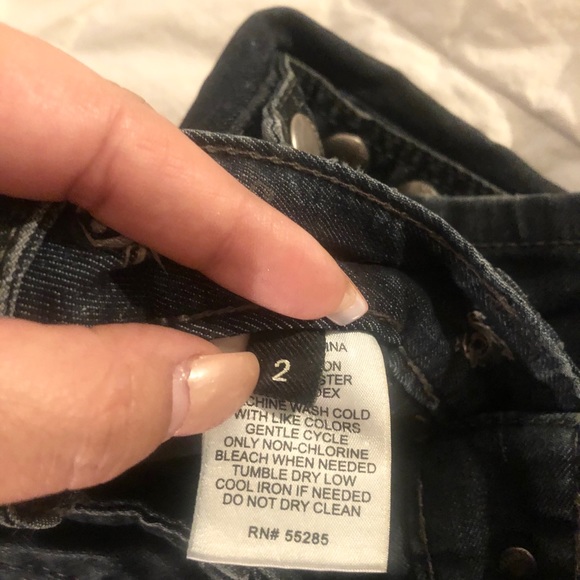 2
MACHINE WASH COLD
WITH LIKE COLORS
GENTLE CYCLE
ONLY NON-CHLORINE
BLEACH WHEN NEEDED
TUMBLE DRY LOW
COOL IRON IF NEEDED
DO NOT DRY CLEAN
RN# 55285